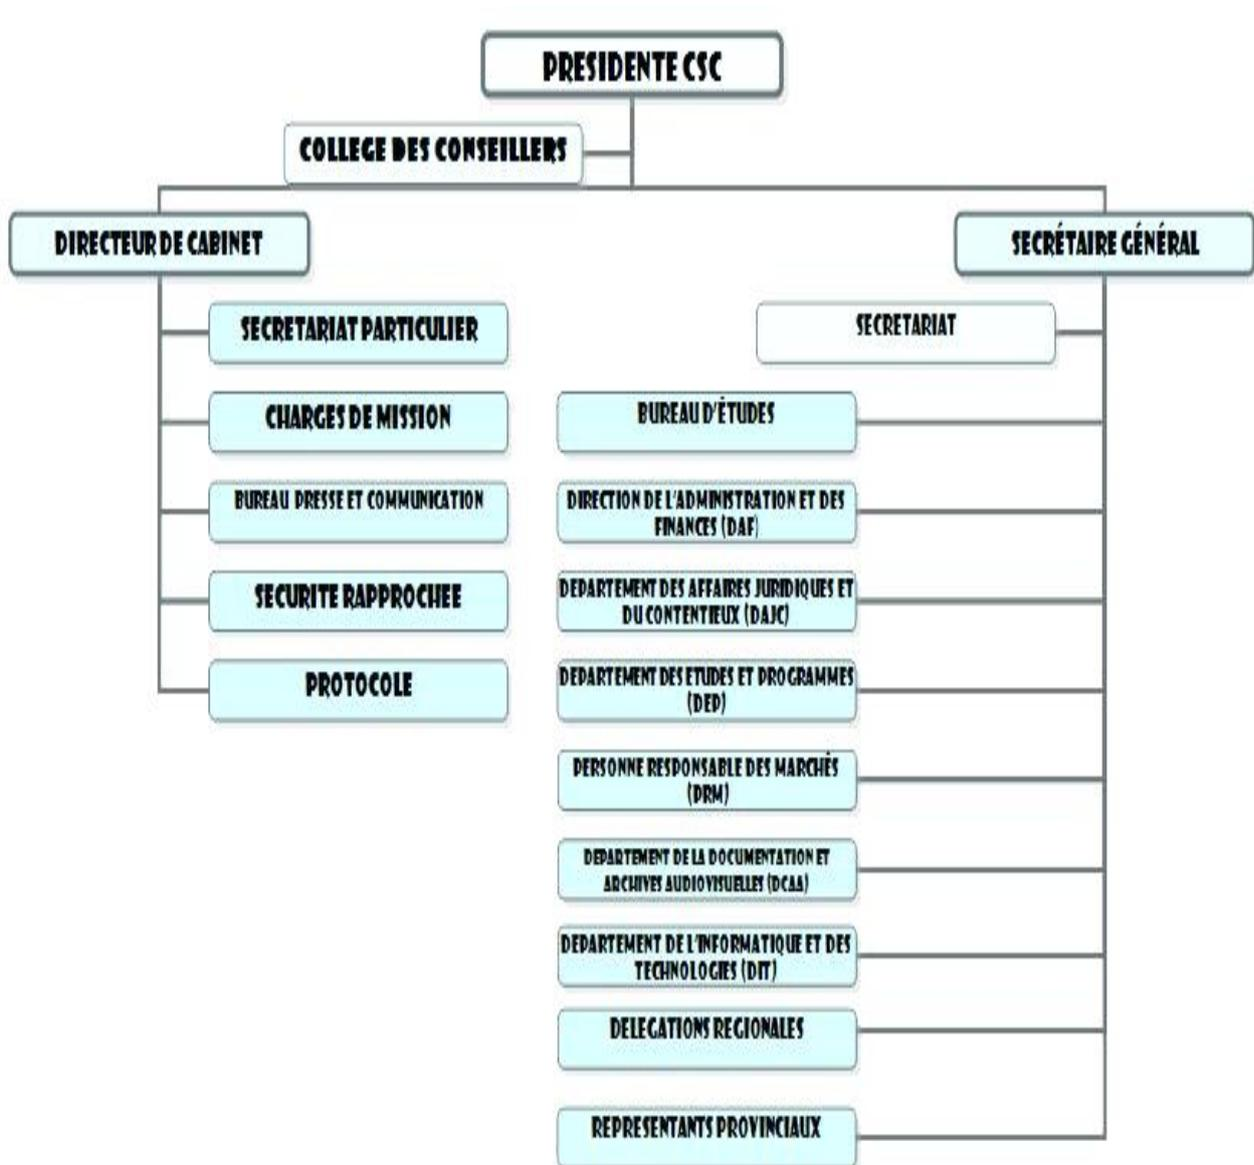 PRESIDENTE CSC
COLLEGE DES CONSEILLERS
DIRECTEUR DE CABINET
SECRÉTAIRE GÉNÉRAL
SECRETARIAT PARTICULIER
CHARGES DE MISSION
BUREAU PRESSE ET COMMUNICATION
SECURITE RAPPROCHEE
PROTOCOLE
SECRETARIAT
BUREAU D'ÉTUDES
DIRECTION DE L'ADMINISTRATION ET DES
FINANCES (DAF)
DEPARTEMENT DES AFFAIRES JURIDIQUES ET
DU CONTENTIEUX (DAJC)
DEPARTEMENT DES ETUDES ET PROGRAMMES
(DEP)
PERSONNE RESPONSABLE DES MARCHÉS
(DRM)
DEPARTEMENT DE LA DOCUMENTATION ET
ARCHIVES AUDIOVISUELLES (DCAA)
DEPARTEMENT DE L'INFORMATIQUE ET DES
TECHNOLOGIES (DIT)
DELEGATIONS REGIONALES
REPRESENTANTS PROVINCIAUX